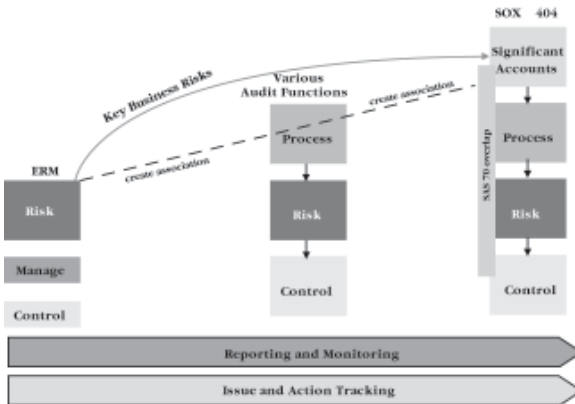 SOX 404
Significant
Accounts
Key Business Risks
Various
Audit Functions
create association
Process
Process
SAS 70 overlap
ERM
create association
Risk
Risk
Risk
Manage
Control
Control
Control
Reporting and Monitoring
Issue and Action Tracking